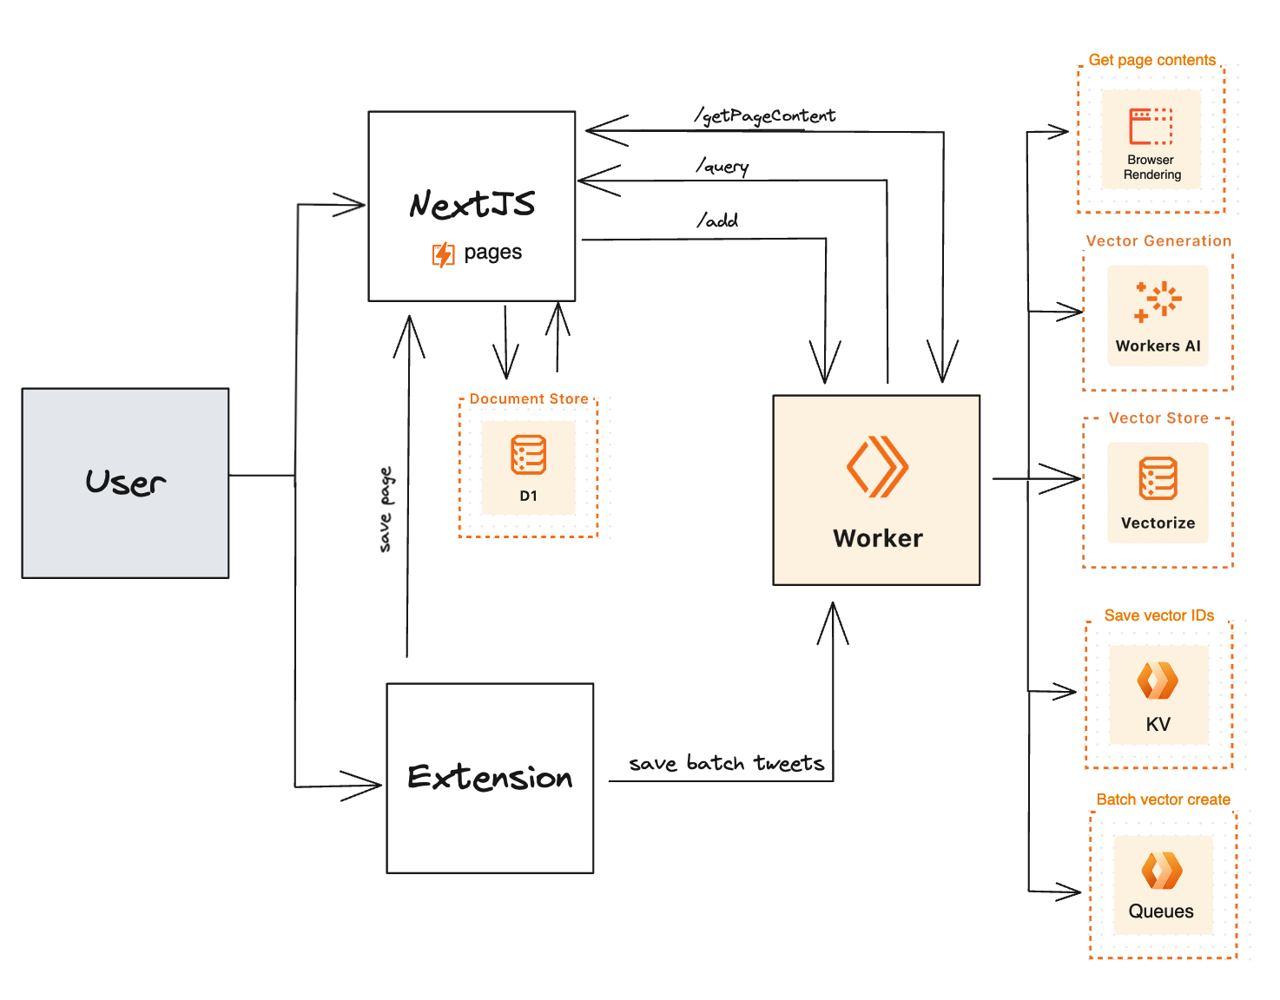 Get page contents
Browser
Rendering
/getPageContent
/query
/add
NextJS
pages
Vector Generation
Workers AI
Document Store
D1
User
save page
Worker
Vector Store
Vectorize
Save vector IDs
KV
Extension
save batch tweets
Batch vector create
Queues